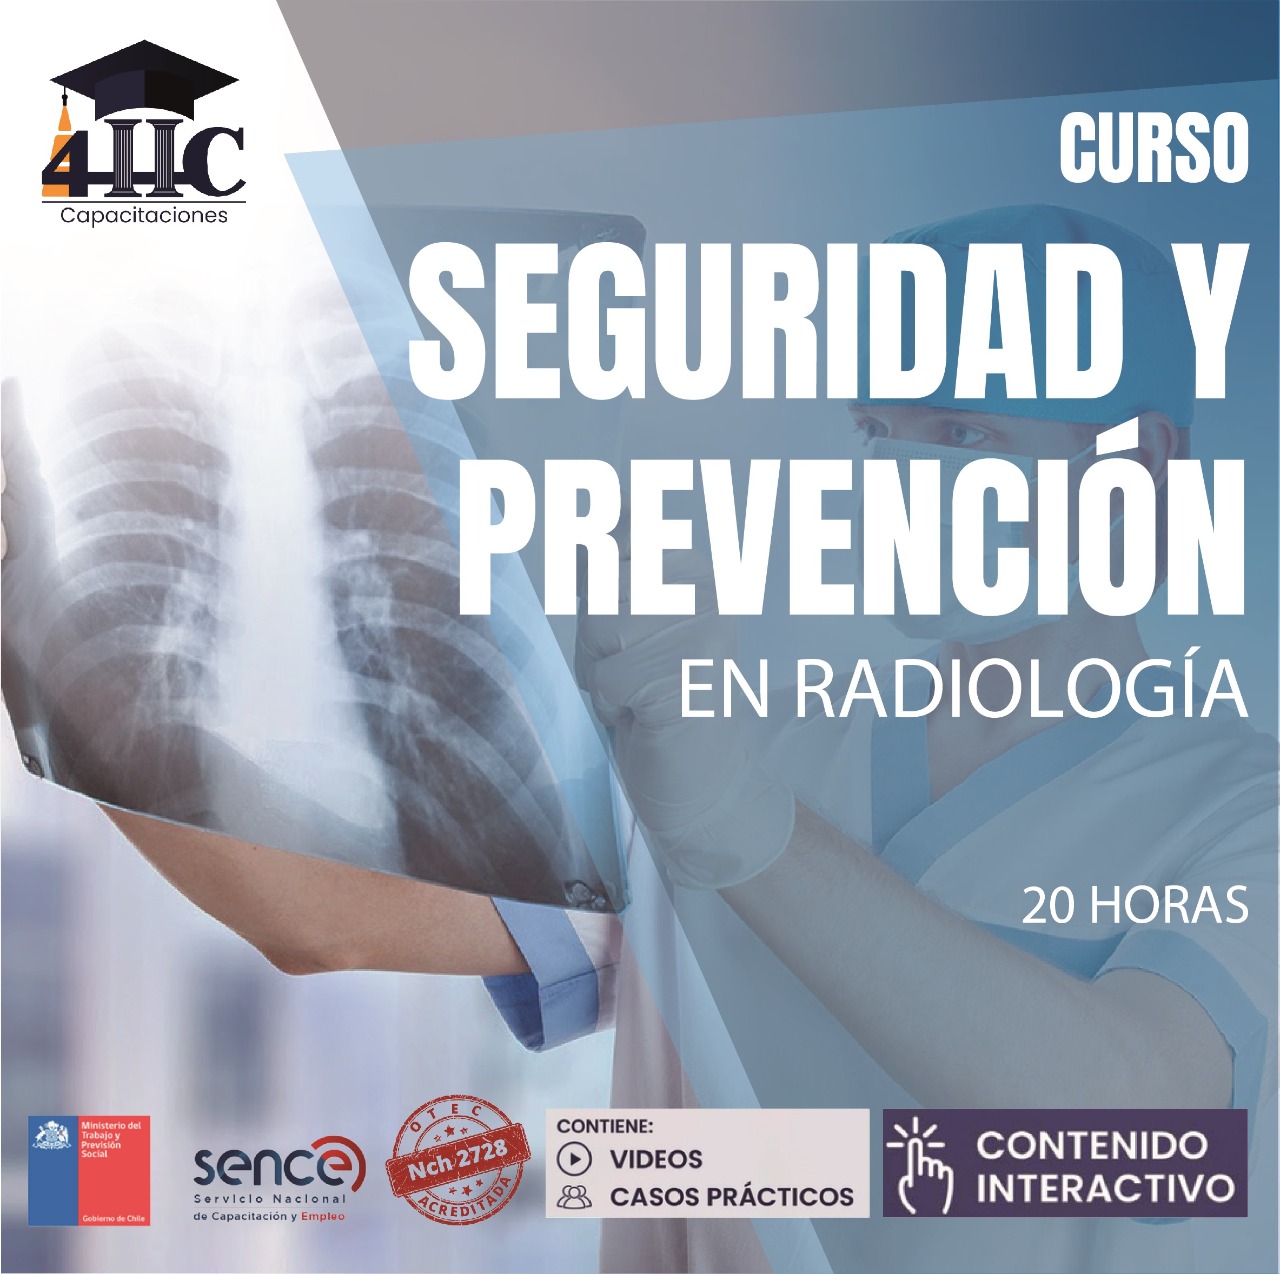 4IIC
Capacitaciones
CURSO
SEGURIDAD Y
PREVENCIÓN
EN RADIOLOGÍA
20 HORAS
Ministerio del
Trabajo y
Previsión
Social
Gobierno de Chile
sence
Servicio Nacional
de Capacitación y Empleo
OTEC
Nch 2728
ACREDITADA
CONTIENE:
VIDEOS
CASOS PRÁCTICOS
CONTENIDO
INTERACTIVO